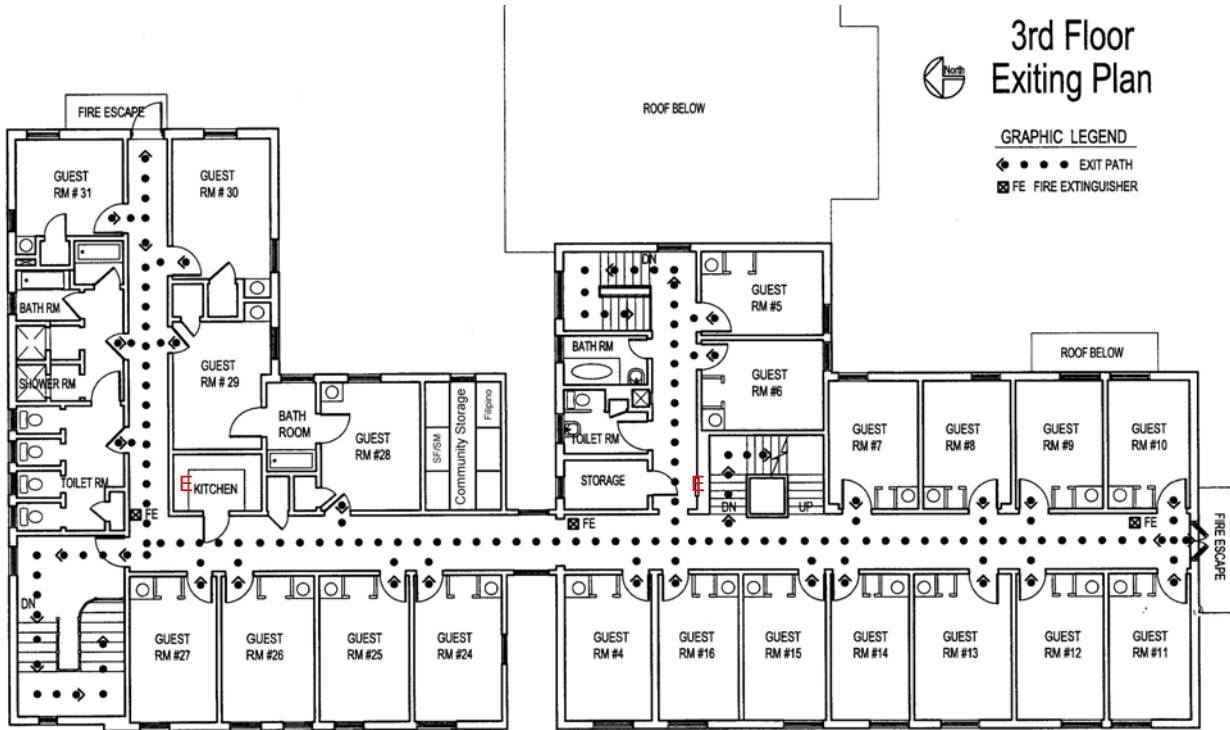 3rd Floor
Exiting Plan
North
GRAPHIC LEGEND
EXIT PATH
FE FIRE EXTINGUISHER
FIRE ESCAPE
ROOF BELOW
GUEST
RM # 31
GUEST
RM # 30
DN
GUEST
RM #5
BATH RM
BATH RM
GUEST
RM #6
ROOF BELOW
SHOWER RM
GUEST
RM # 29
BATH
ROOM
GUEST
RM #28
SF/SM
Community Storage
Filipino
TOILET RM
GUEST
RM #7
GUEST
RM #8
GUEST
RM #9
GUEST
RM #10
TOILET RM
E
KITCHEN
STORAGE
E
DN
UP
FE
FE
FE
FIRE ESCAPE
DN
GUEST
RM #27
GUEST
RM #26
GUEST
RM #25
GUEST
RM #24
GUEST
RM #4
GUEST
RM #16
GUEST
RM #15
GUEST
RM #14
GUEST
RM #13
GUEST
RM #12
GUEST
RM #11